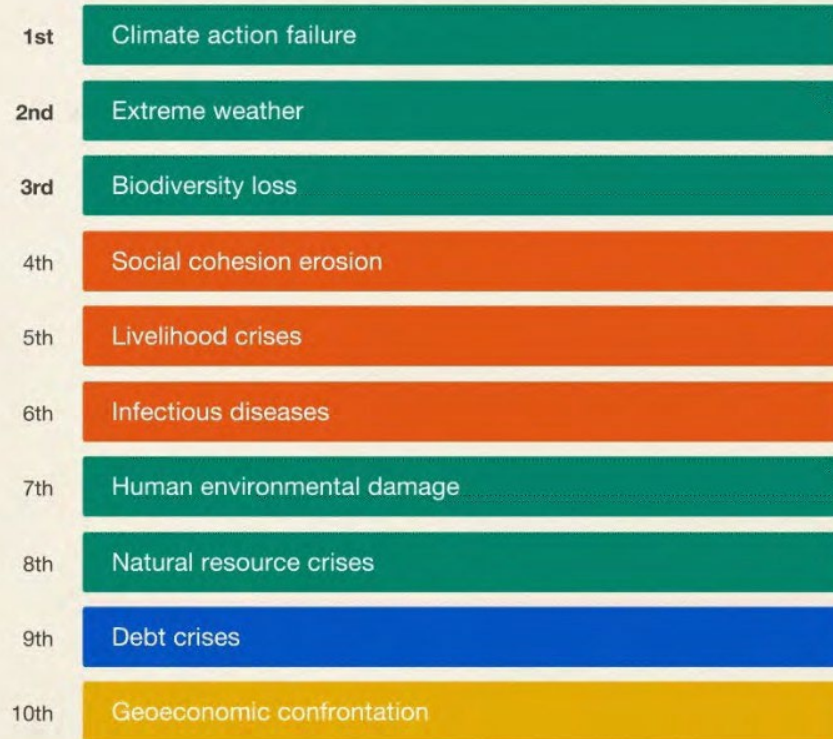 1st Climate action failure
2nd Extreme weather
3rd Biodiversity loss
4th Social cohesion erosion
5th Livelihood crises
6th Infectious diseases
7th Human environmental damage
8th Natural resource crises
9th Debt crises
10th Geoeconomic confrontation